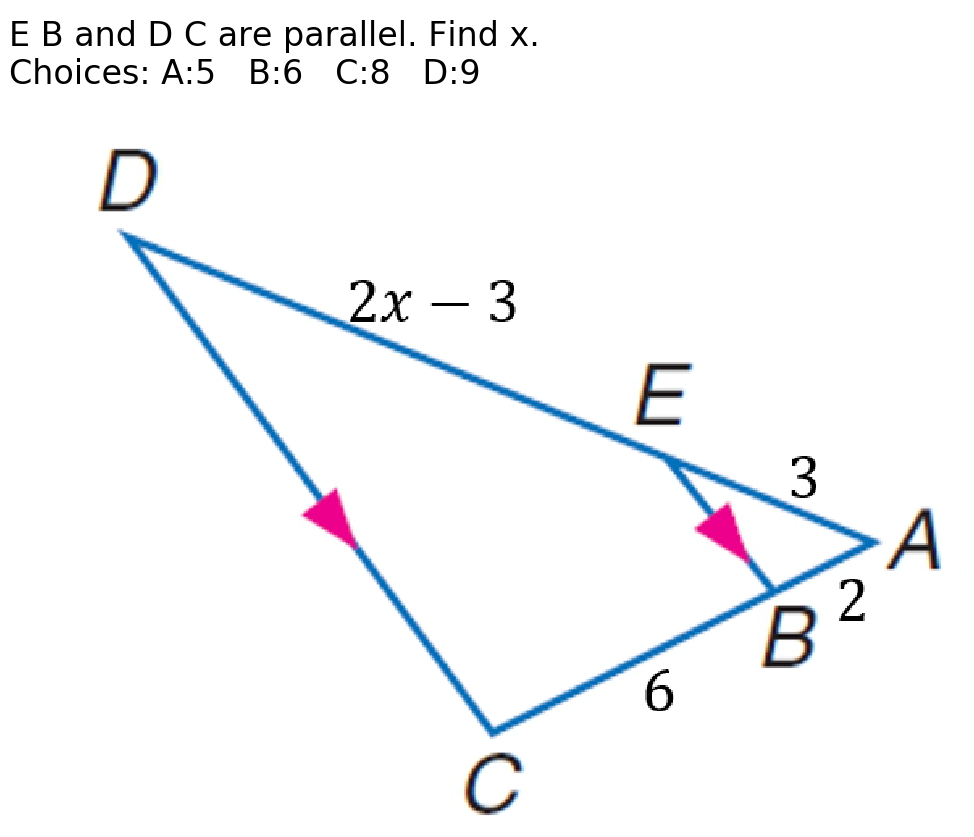 E B and D C are parallel. Find x.
Choices: A:5 B:6 C:8 D:9
D
2x − 3
E
3
A
2
B
6
C